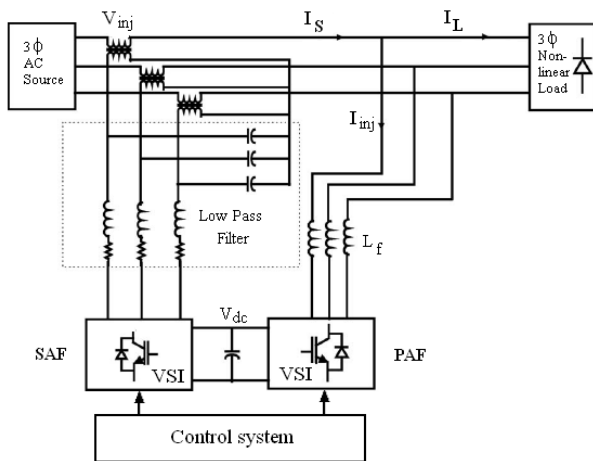 V_inj
I_S
I_L
3ϕ
AC
Source
3ϕ
Non-
linear
Load
I_inj
Low Pass
Filter
L_f
V_dc
SAF
VSI
VSI
PAF
Control system